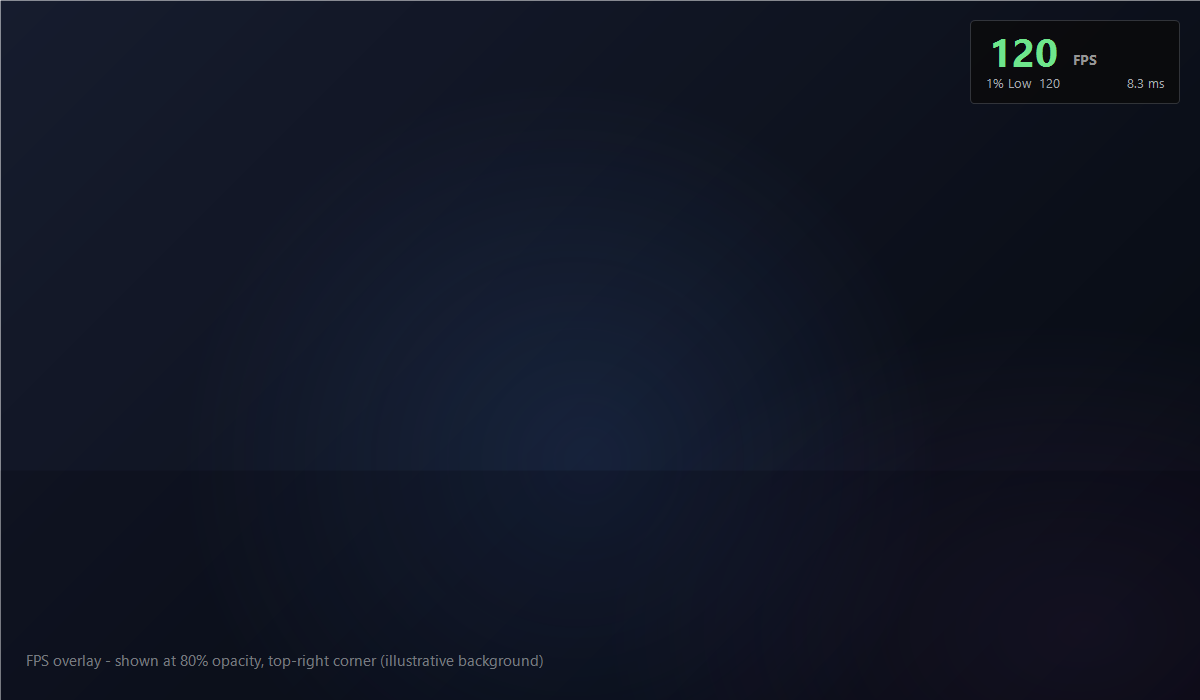 120 FPS
1% Low 120 8.3 ms
FPS overlay - shown at 80% opacity, top-right corner (illustrative background)